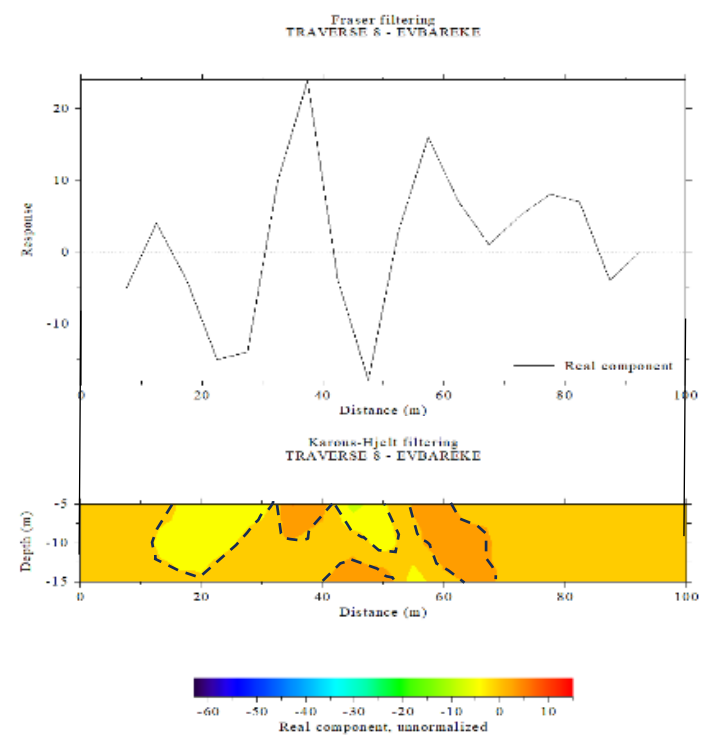 Fraser filtering
TRAVERSE 8 - EVBAREKE
20
10
0
-10
Response
Real component
0 20 40 60 80 100
Distance (m)
Karous-Hjelt filtering
TRAVERSE 8 - EVBAREKE
-5
-10
-15
Depth (m)
0 20 40 60 80 100
Distance (m)
-60 -50 -40 -30 -20 -10 0 10
Real component, unnormalized